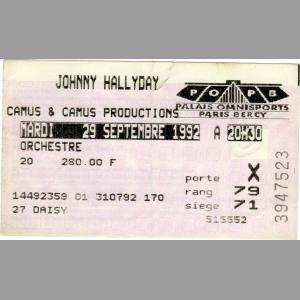 JOHNNY HALLYDAY
POPB
PALAIS OMNISPORTS
PARIS BERCY
CAMUS & CAMUS PRODUCTIONS
MARDI 29 SEPTEMBRE 1992 A 20H30
ORCHESTRE
20 280.00 F
porte X
14492359 01 310792 170 rang 79
27 DAISY siege 71
515552
3947523